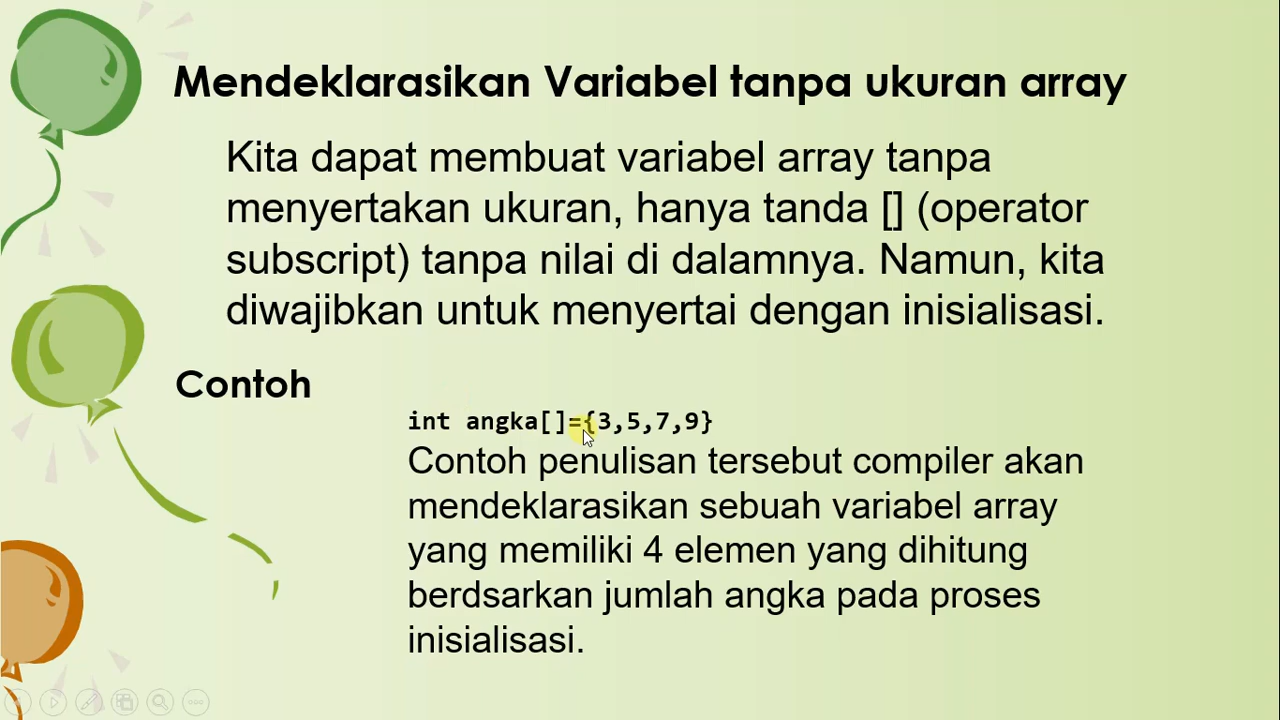 Mendeklarasikan Variabel tanpa ukuran array
Kita dapat membuat variabel array tanpa
menyertakan ukuran, hanya tanda [] (operator
subscript) tanpa nilai di dalamnya. Namun, kita
diwajibkan untuk menyertai dengan inisialisasi.
Contoh
int angka[]={3,5,7,9}
Contoh penulisan tersebut compiler akan
mendeklarasikan sebuah variabel array
yang memiliki 4 elemen yang dihitung
berdsarkan jumlah angka pada proses
inisialisasi.